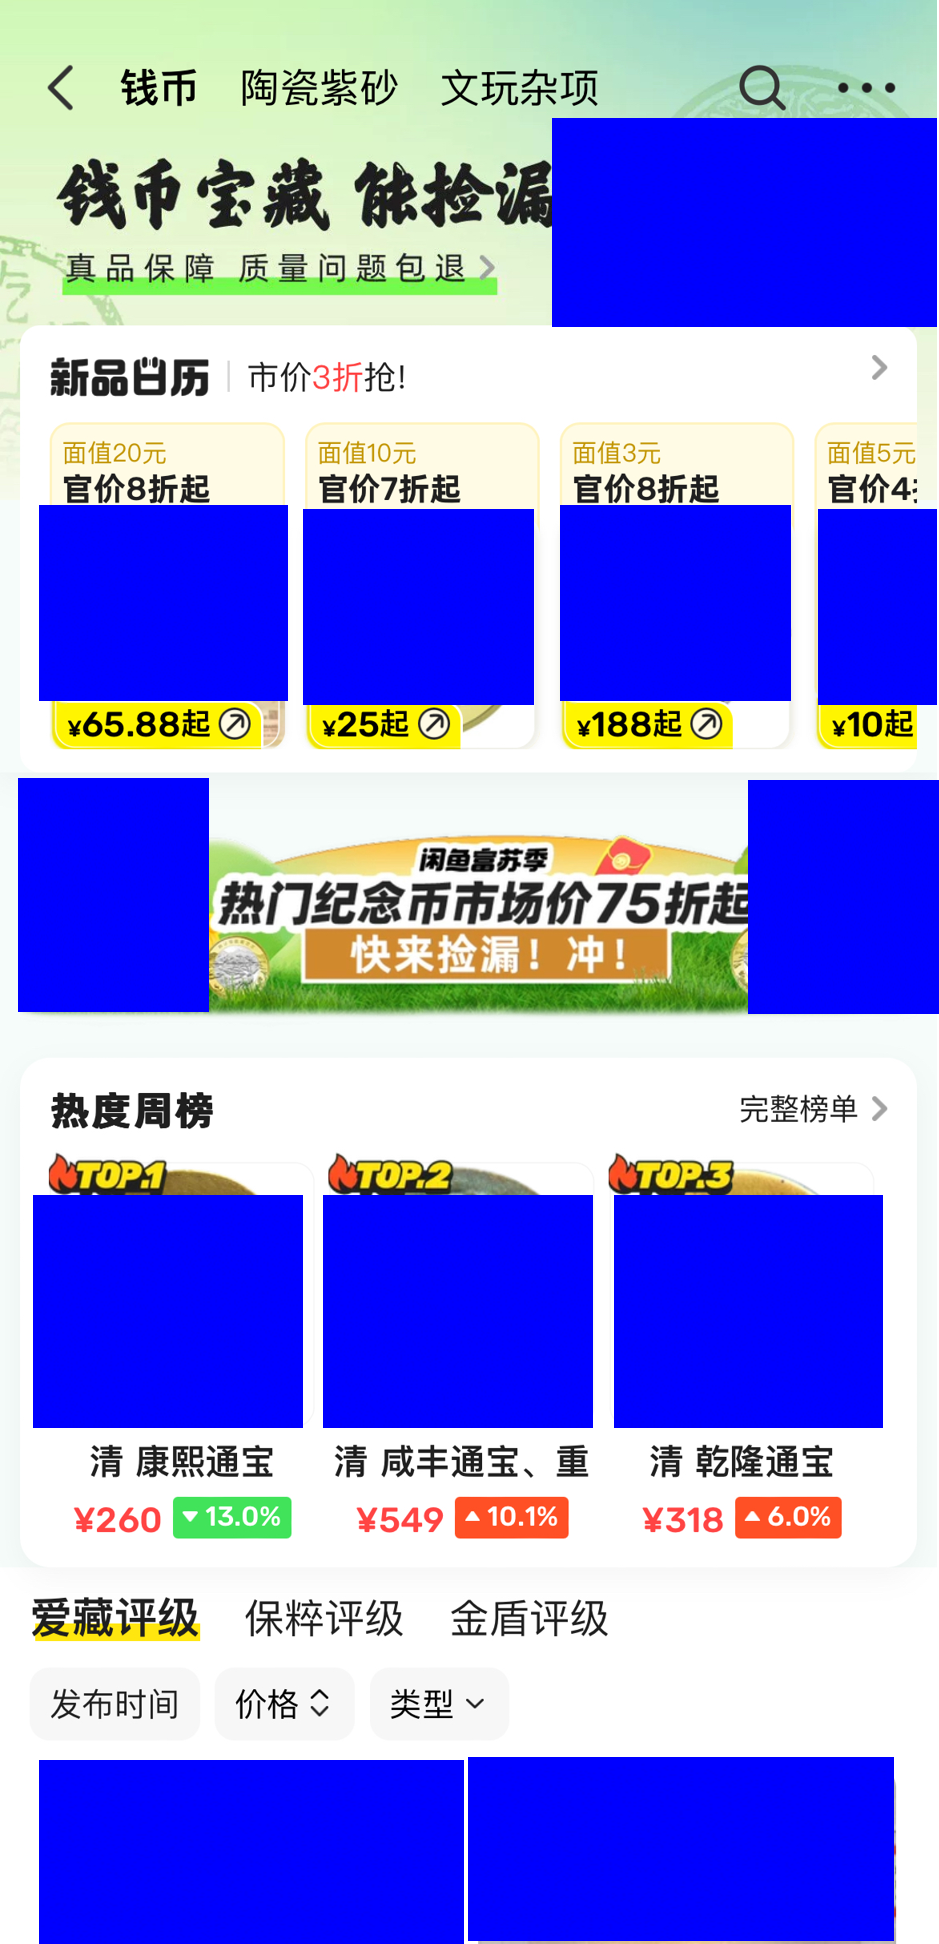 钱币 陶瓷紫砂 文玩杂项
钱币宝藏 能捡漏
真品保障 质量问题包退
新品日历 市价3折抢!
面值20元 面值10元 面值3元 面值5元
官价8折起 官价7折起 官价8折起 官价4
¥65.88起 ¥25起 ¥188起 ¥10起
闲鱼富苏季
热门纪念币市场价75折起
快来捡漏！冲！
热度周榜 完整榜单
TOP.1 TOP.2 TOP.3
清 康熙通宝 清 咸丰通宝、重 清 乾隆通宝
¥260 13.0% ¥549 10.1% ¥318 6.0%
爱藏评级 保粹评级 金盾评级
发布时间 价格 类型